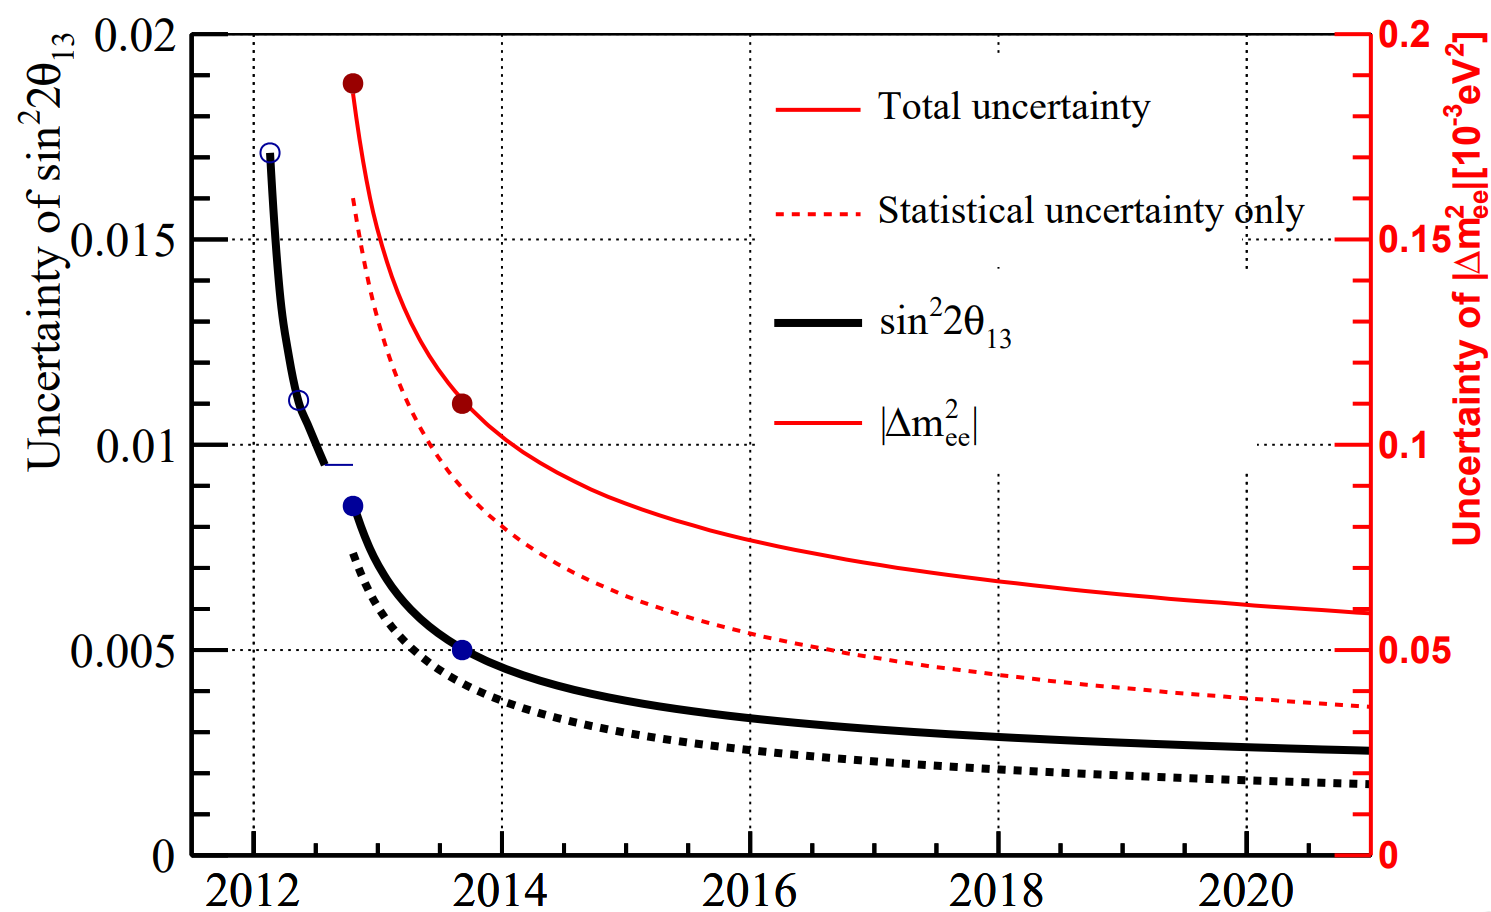 Uncertainty of sin²2θ₁₃
0.02
0.015
0.01
0.005
0
2012 2014 2016 2018 2020
Total uncertainty
Statistical uncertainty only
sin²2θ₁₃
|Δm²ₑₑ|
0.2
0.15
0.1
0.05
0
Uncertainty of |Δm²ₑₑ|[10⁻³eV²]